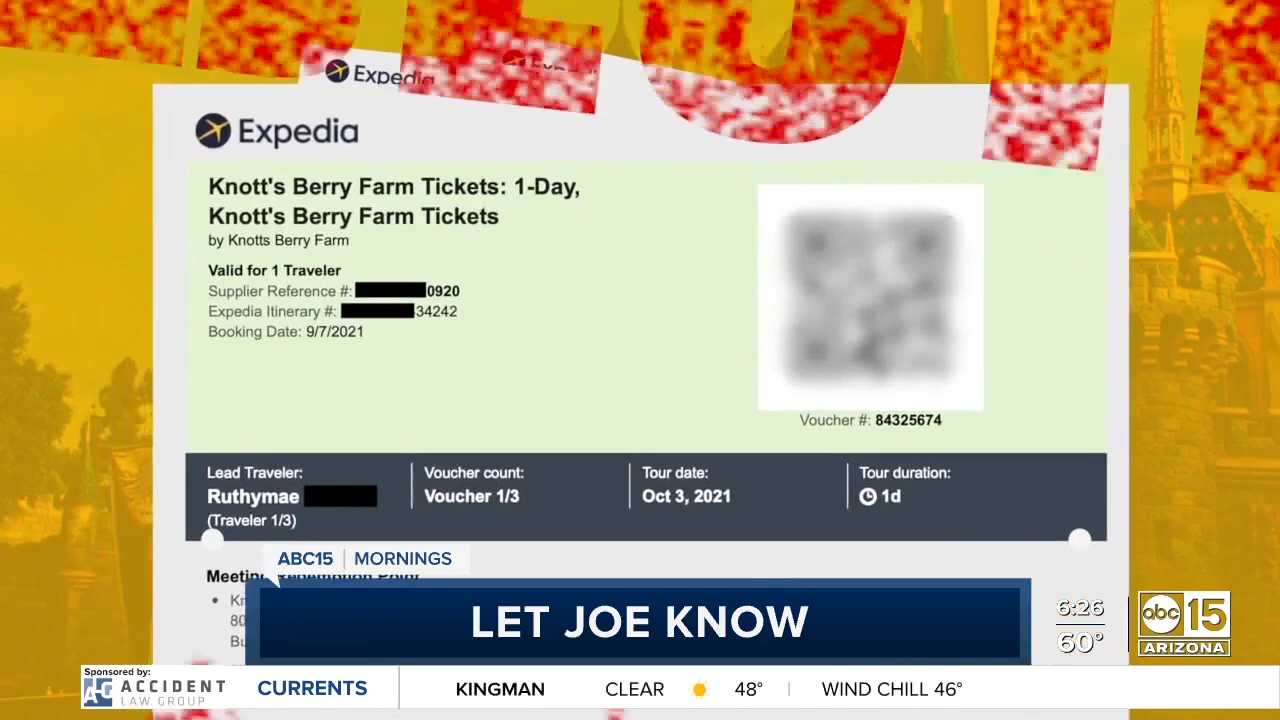 Expedia
Expedia
Knott's Berry Farm Tickets: 1-Day,
Knott's Berry Farm Tickets
by Knotts Berry Farm
Valid for 1 Traveler
Supplier Reference #: 0920
Expedia Itinerary #: 34242
Booking Date: 9/7/2021
Voucher #: 84325674
Lead Traveler:
Ruthymae
(Traveler 1/3)
Voucher count:
Voucher 1/3
Tour date:
Oct 3, 2021
Tour duration:
1d
ABC15 | MORNINGS
LET JOE KNOW
6:26
60°
abc 15
ARIZONA
Sponsored by:
AG ACCIDENT
LAW GROUP
CURRENTS
KINGMAN CLEAR 48° | WIND CHILL 46°